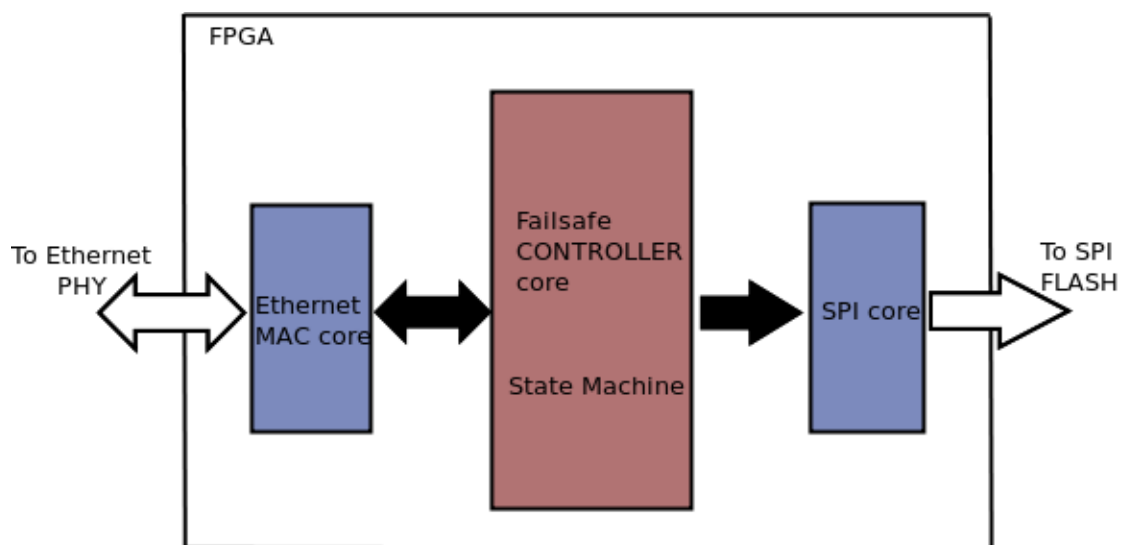 FPGA
To Ethernet
PHY
Ethernet
MAC core
Failsafe
CONTROLLER
core
State Machine
SPI core
To SPI
FLASH